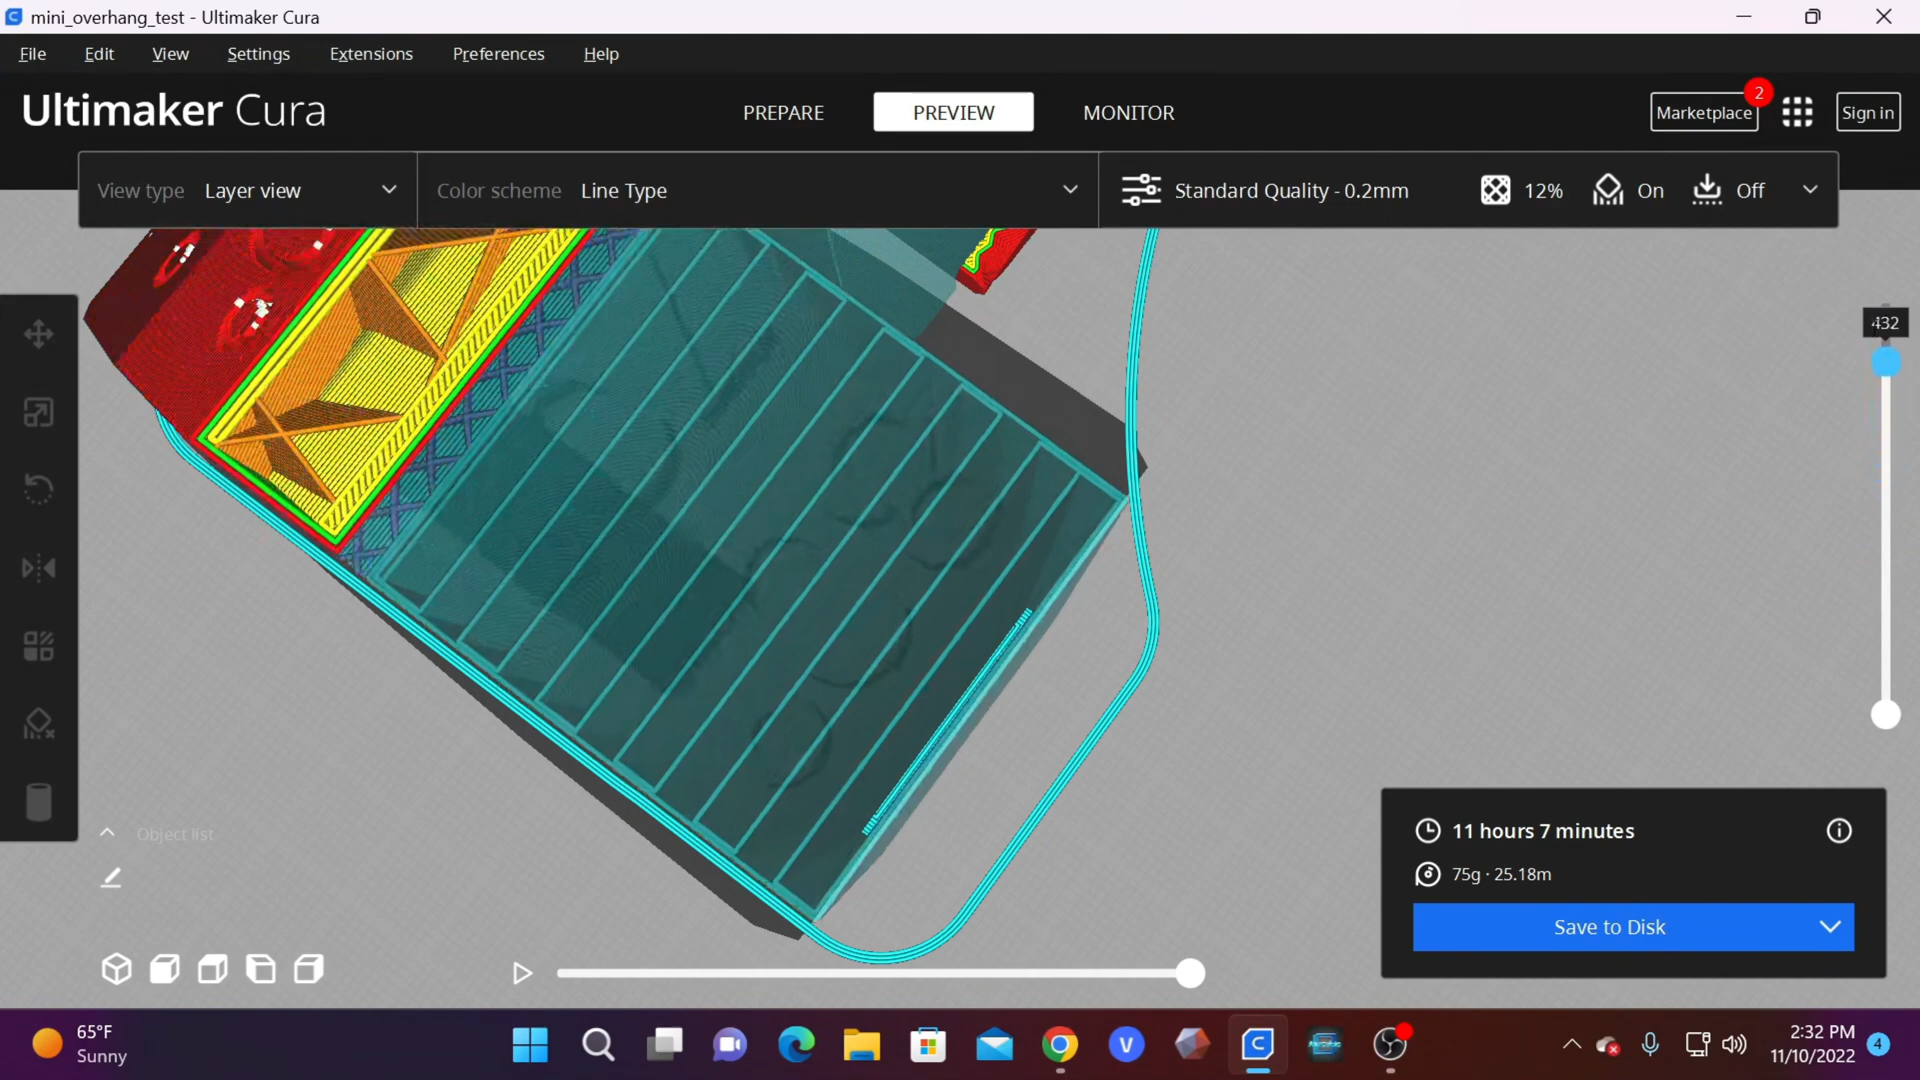 mini_overhang_test - Ultimaker Cura
File Edit View Settings Extensions Preferences Help
Ultimaker Cura
PREPARE PREVIEW MONITOR
Marketplace 2 Sign in
View type Layer view Color scheme Line Type Standard Quality - 0.2mm 12% On Off
432
Object list
11 hours 7 minutes
75g · 25.18m
Save to Disk
65°F
Sunny
2:32 PM
11/10/2022
4